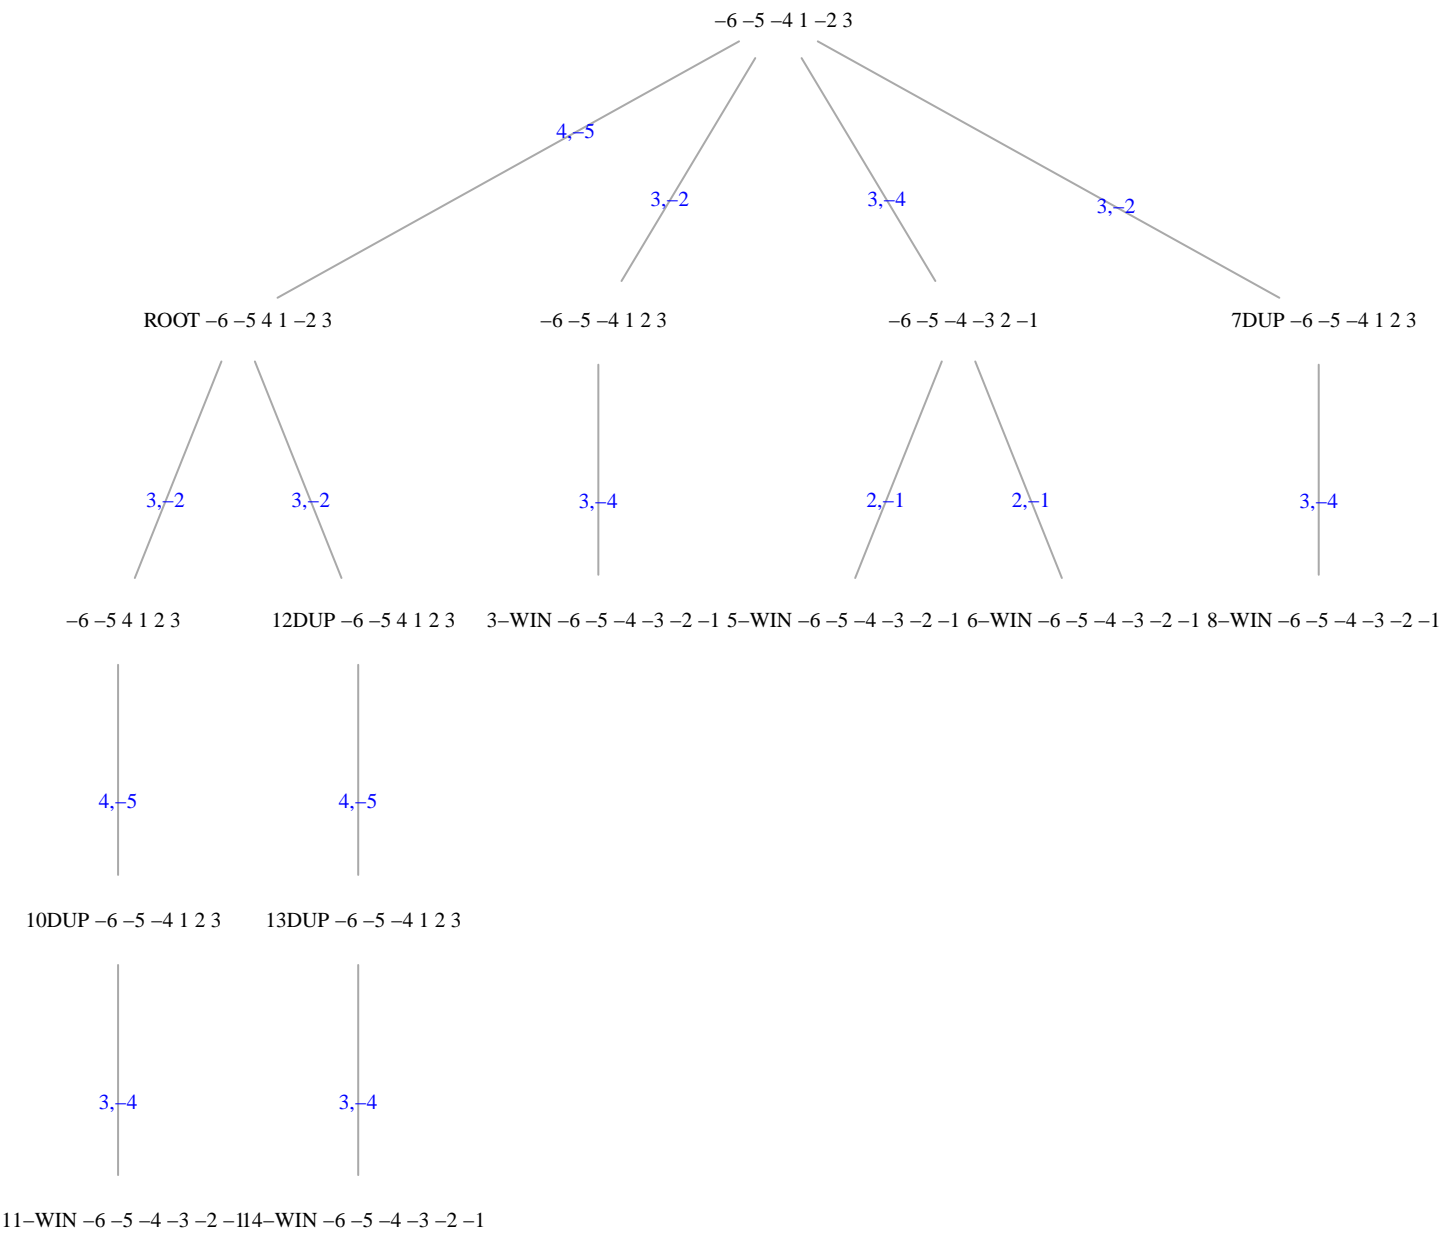 −6 −5 −4 1 −2 3
4,−5
3,−2
3,−4
3,−2
ROOT −6 −5 4 1 −2 3
−6 −5 −4 1 2 3
−6 −5 −4 −3 2 −1
7DUP −6 −5 −4 1 2 3
3,−2
3,−2
3,−4
2,−1
2,−1
3,−4
−6 −5 4 1 2 3
12DUP −6 −5 4 1 2 3
3−WIN −6 −5 −4 −3 −2 −1
5−WIN −6 −5 −4 −3 −2 −1
6−WIN −6 −5 −4 −3 −2 −1
8−WIN −6 −5 −4 −3 −2 −1
4,−5
4,−5
10DUP −6 −5 −4 1 2 3
13DUP −6 −5 −4 1 2 3
3,−4
3,−4
11−WIN −6 −5 −4 −3 −2 −1
14−WIN −6 −5 −4 −3 −2 −1